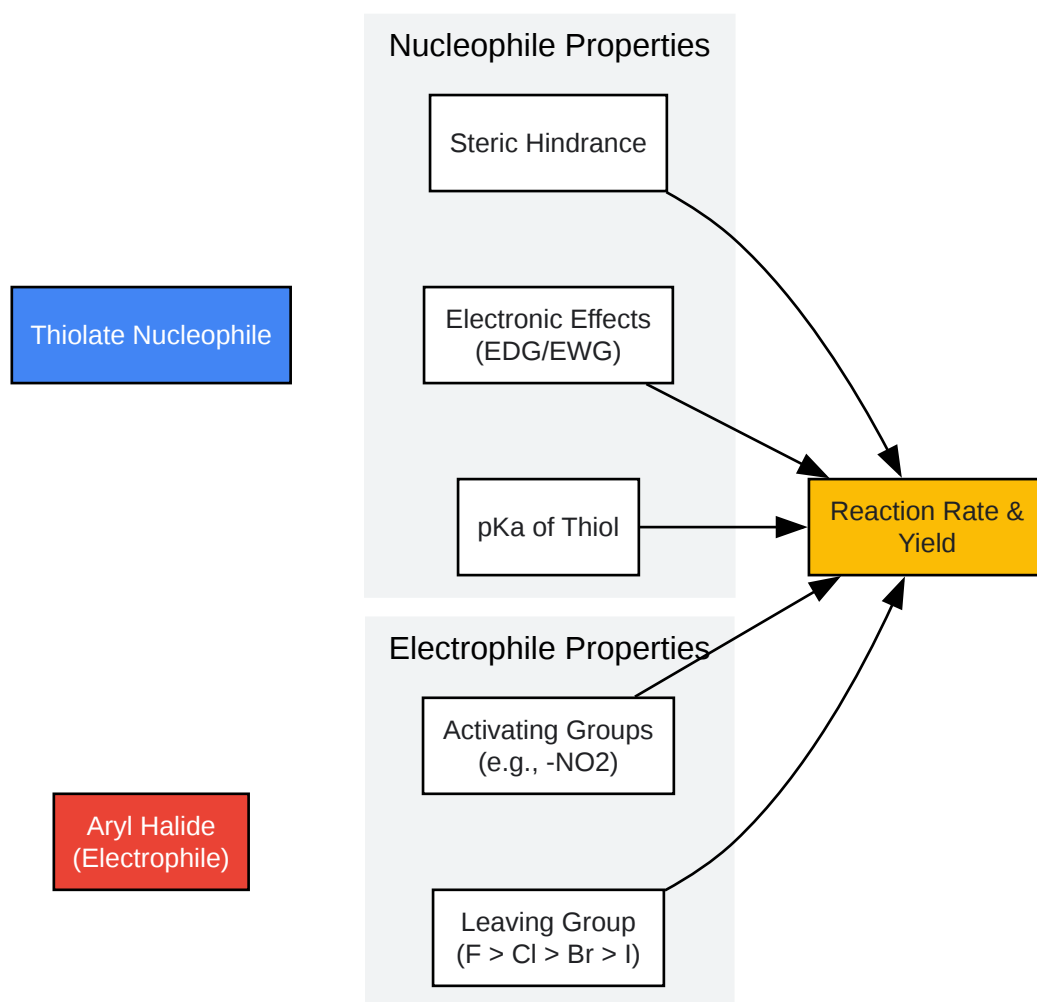 Nucleophile Properties
Steric Hindrance
Thiolate Nucleophile
Electronic Effects
(EDG/EWG)
pKa of Thiol
Reaction Rate &
Yield
Electrophile Properties
Activating Groups
(e.g., -NO2)
Aryl Halide
(Electrophile)
Leaving Group
(F > Cl > Br > I)